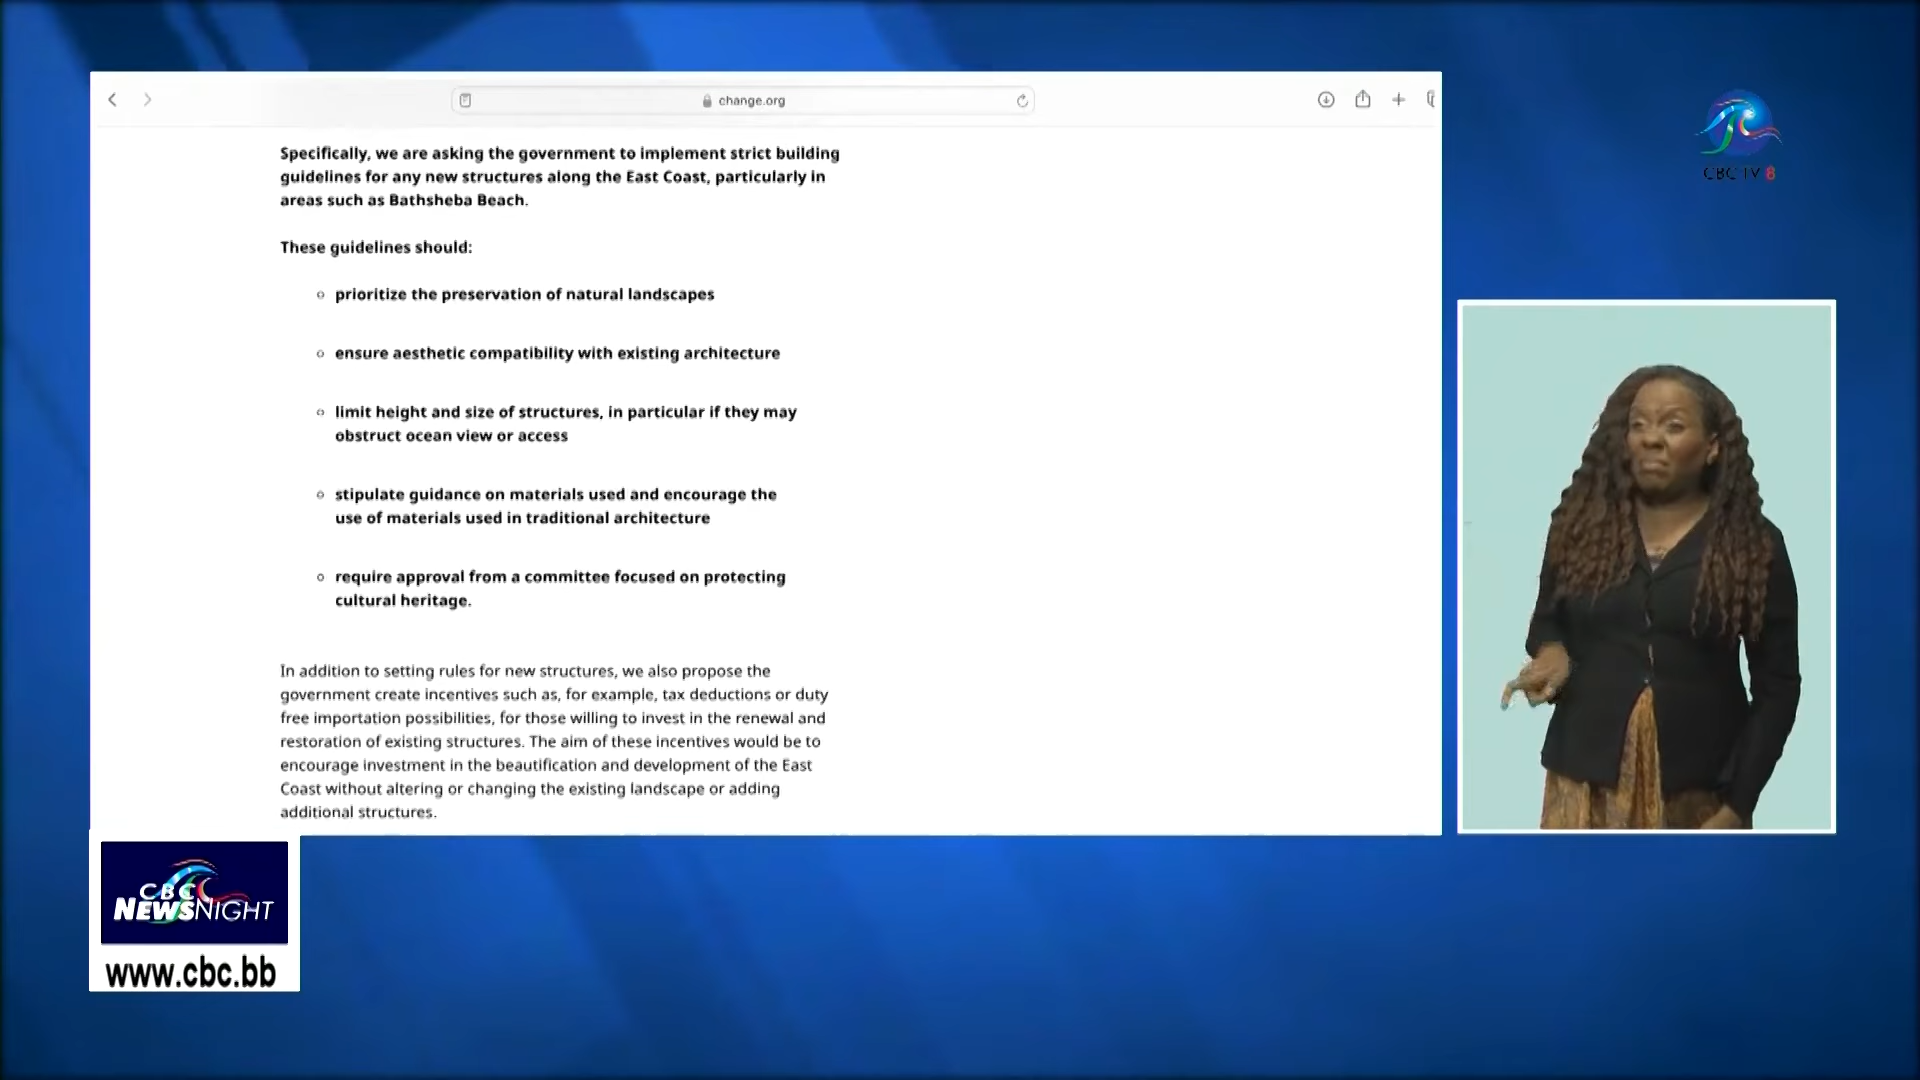 change.org
Specifically, we are asking the government to implement strict building
guidelines for any new structures along the East Coast, particularly in
areas such as Bathsheba Beach.
These guidelines should:
prioritize the preservation of natural landscapes
ensure aesthetic compatibility with existing architecture
limit height and size of structures, in particular if they may
obstruct ocean view or access
stipulate guidance on materials used and encourage the
use of materials used in traditional architecture
require approval from a committee focused on protecting
cultural heritage.
In addition to setting rules for new structures, we also propose the
government create incentives such as, for example, tax deductions or duty
free importation possibilities, for those willing to invest in the renewal and
restoration of existing structures. The aim of these incentives would be to
encourage investment in the beautification and development of the East
Coast without altering or changing the existing landscape or adding
additional structures.
CBC TV 8
CBC
NEWSNIGHT
www.cbc.bb